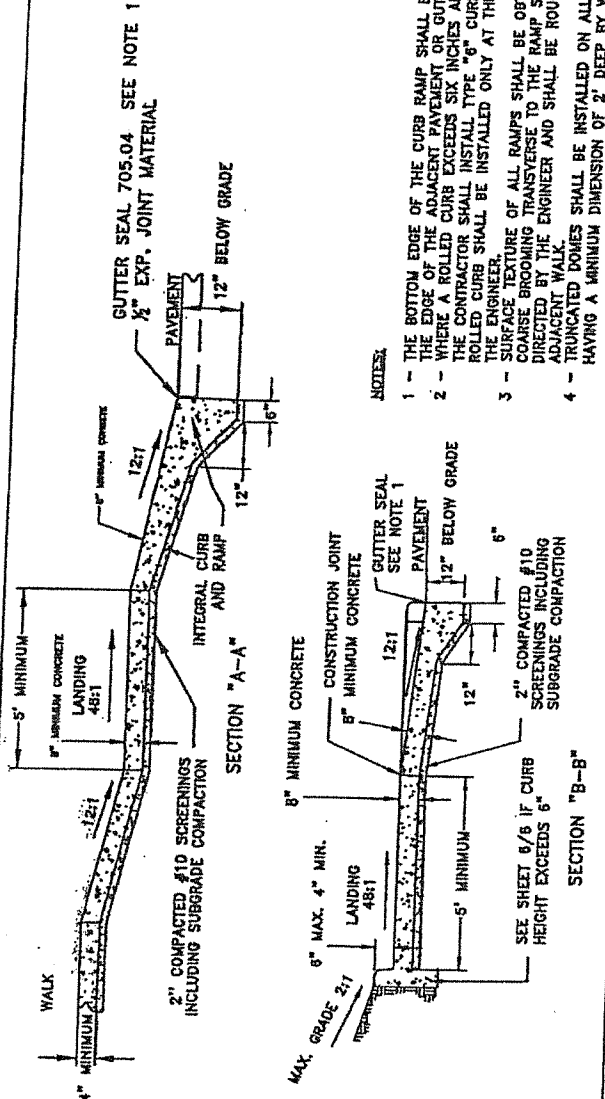 GUTTER SEAL 705.04 SEE NOTE 1
½" EXP. JOINT MATERIAL
PAVEMENT
12" BELOW GRADE
8" MINIMUM CONCRETE
12:1
6"
12"
INTEGRAL CURB
AND RAMP
5' MINIMUM
8" MINIMUM CONCRETE
LANDING
48:1
12:1
WALK
4" MINIMUM
2" COMPACTED #10 SCREENINGS
INCLUDING SUBGRADE COMPACTION
SECTION "A-A"
GUTTER SEAL
SEE NOTE 1
PAVEMENT
12" BELOW GRADE
6"
12"
12:1
CONSTRUCTION JOINT
8" MINIMUM CONCRETE
8" MINIMUM CONCRETE
6" MAX. 4" MIN.
LANDING
48:1
MAX. GRADE 2:1
5' MINIMUM
SEE SHEET 6/6 IF CURB
HEIGHT EXCEEDS 6"
2" COMPACTED #10
SCREENINGS INCLUDING
SUBGRADE COMPACTION
SECTION "B-B"
NOTES:
1 - THE BOTTOM EDGE OF THE CURB RAMP SHALL
THE EDGE OF THE ADJACENT PAVEMENT OR
2 - WHERE A ROLLED CURB EXCEEDS SIX INCHES
THE CONTRACTOR SHALL INSTALL TYPE "6"
ROLLED CURB SHALL BE INSTALLED ONLY AT
THE ENGINEER.
3 - SURFACE TEXTURE OF ALL RAMPS SHALL BE
COARSE BROOMING TRANSVERSE TO THE RAMP
DIRECTED BY THE ENGINEER AND SHALL BE
ADJACENT WALK.
4 - TRUNCATED DOMES SHALL BE INSTALLED ON ALL
HAVING A MINIMUM DIMENSION OF 2' DEEP BY